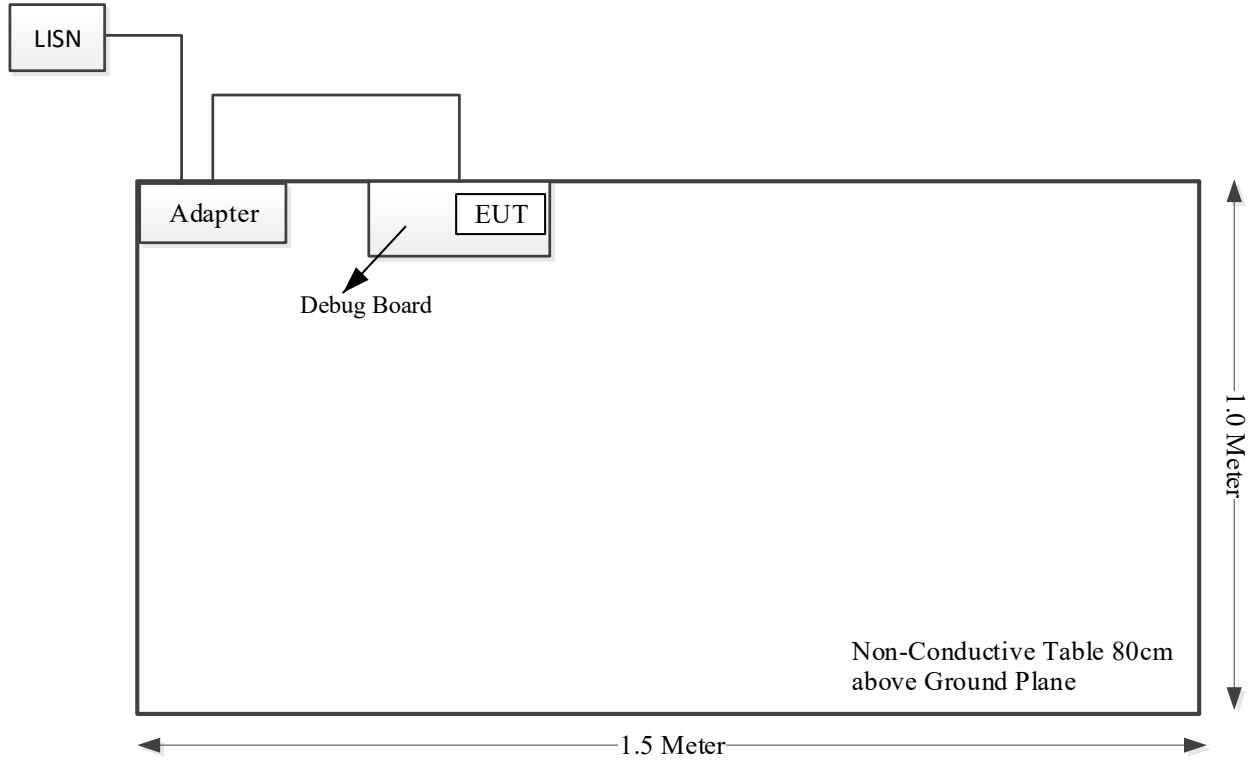 LISN
Adapter
EUT
Debug Board
1.0 Meter
Non-Conductive Table 80cm
above Ground Plane
1.5 Meter